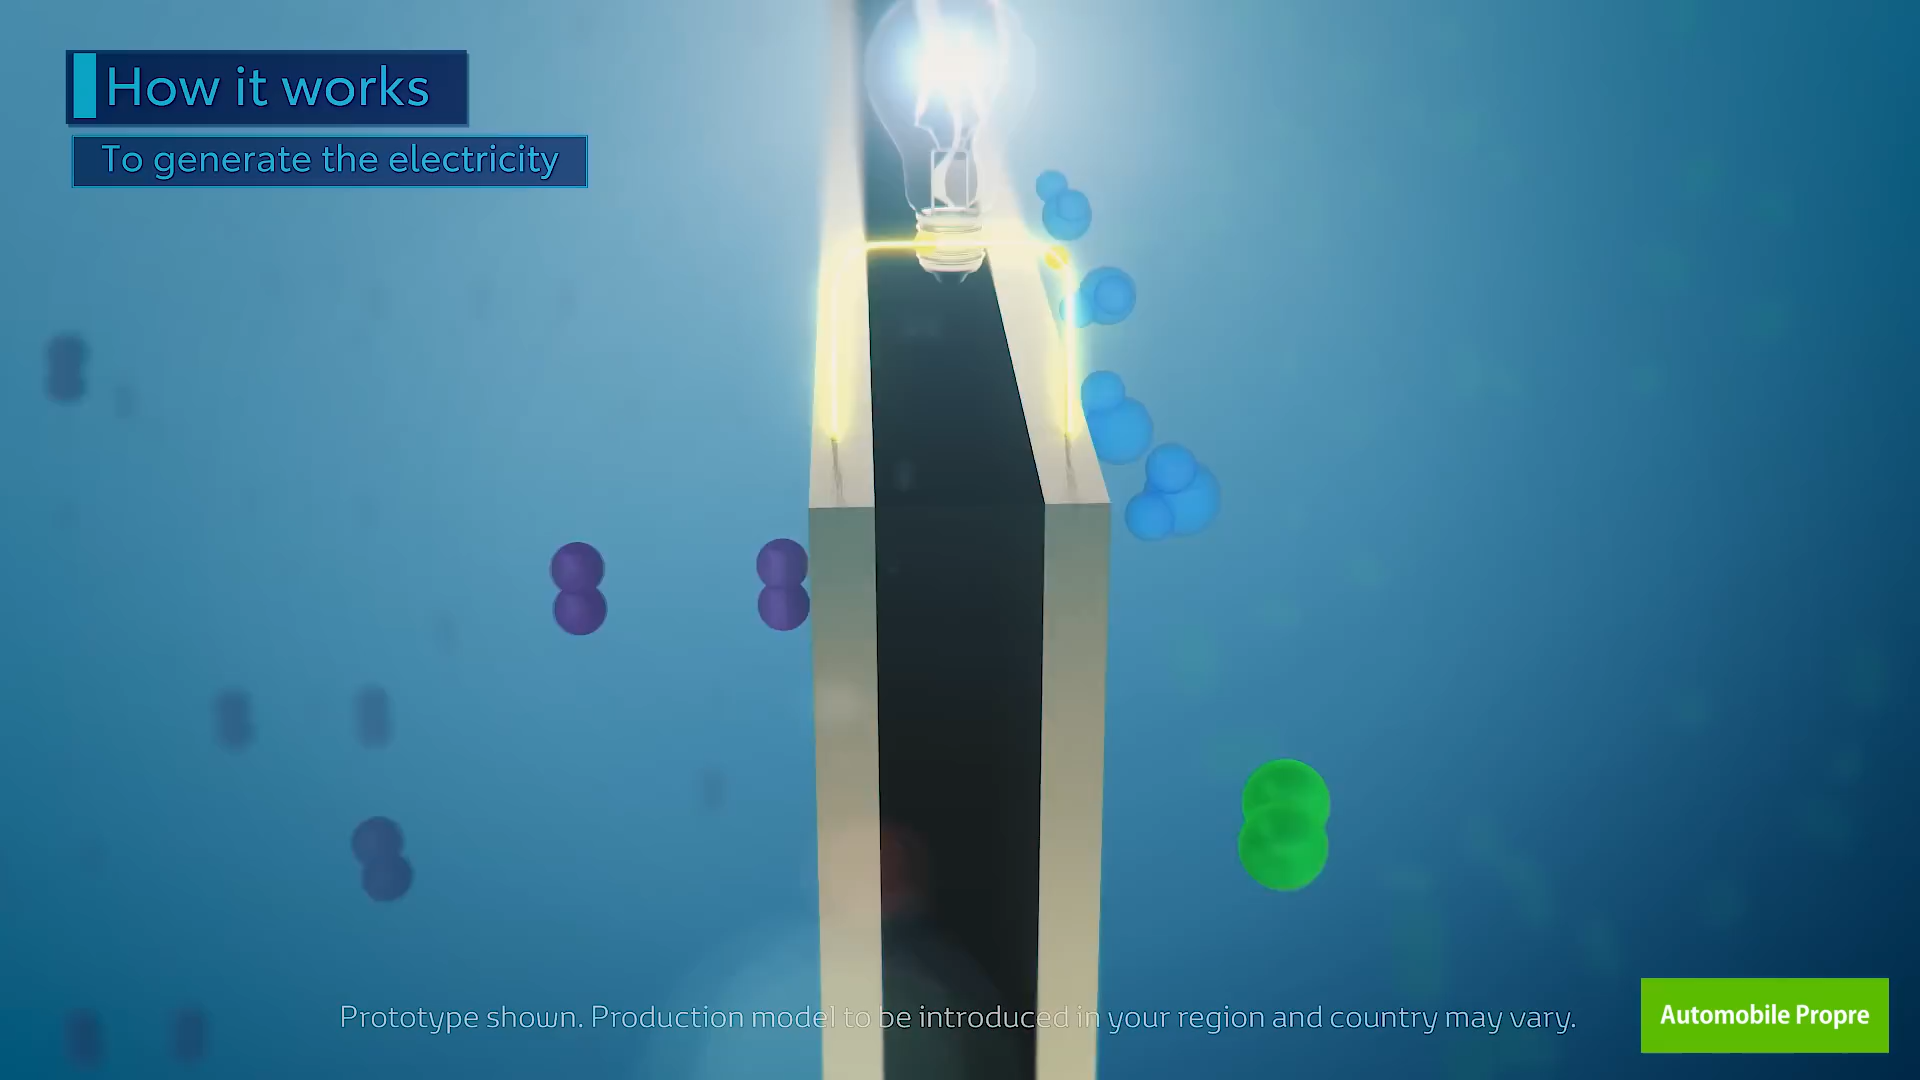 How it works
To generate the electricity
Prototype shown. Production model to be introduced in your region and country may vary.
Automobile Propre